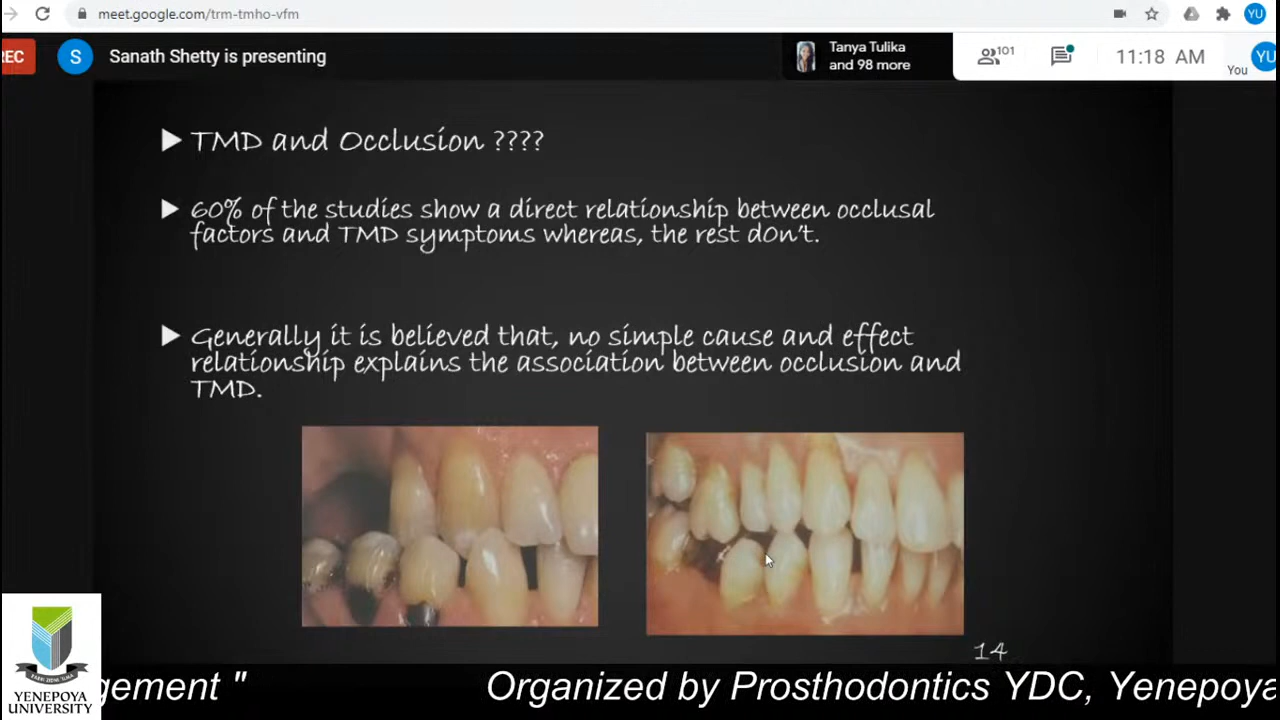 meet.google.com/trm-tmho-vfm
YU
EC
S
Sanath Shetty is presenting
Tanya Tulika
and 98 more
101
11:18 AM
You
YU
▶ TMD and Occlusion ????
▶ 60% of the studies show a direct relationship between occlusal
factors and TMD symptoms whereas, the rest dOn't.
▶ Generally it is believed that, no simple cause and effect
relationship explains the association between occlusion and
TMD.
14
YENEPOYA
UNIVERSITY
gement " Organized by Prosthodontics YDC, Yenepoya